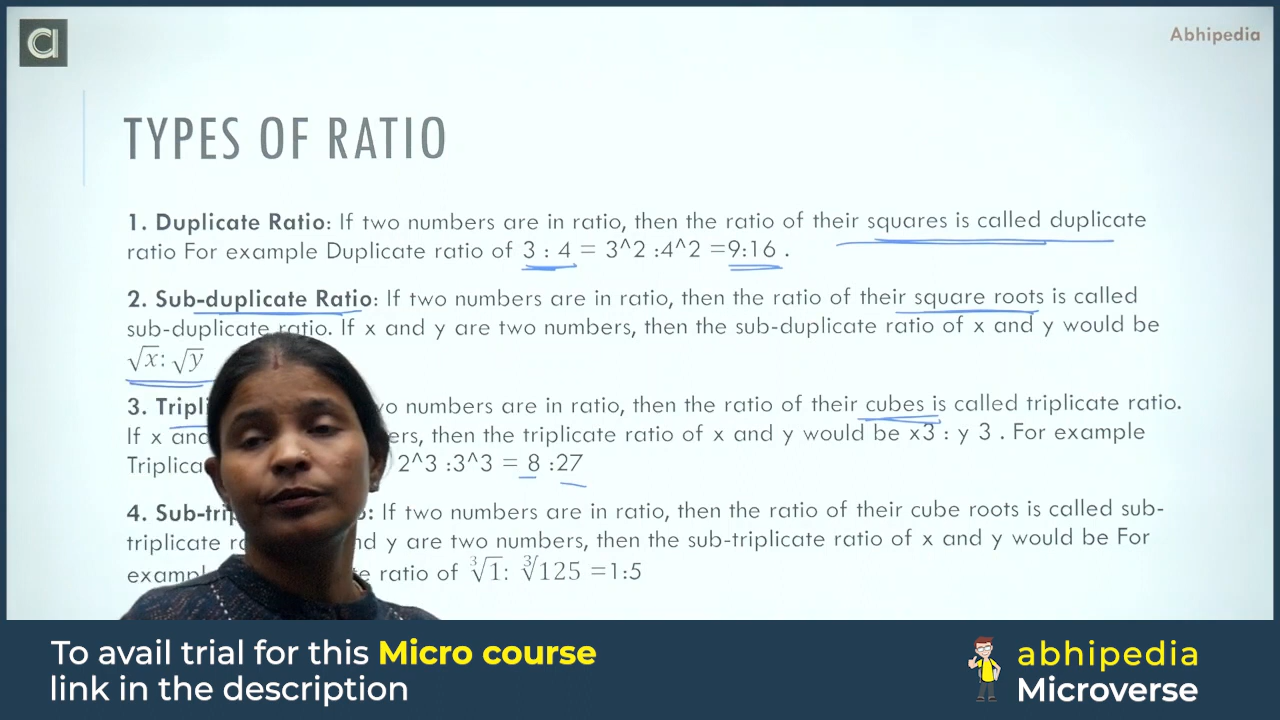 Abhipedia
TYPES OF RATIO
1. Duplicate Ratio: If two numbers are in ratio, then the ratio of their squares is called duplicate
ratio For example Duplicate ratio of 3 : 4 = 3^2 :4^2 =9:16 .
2. Sub-duplicate Ratio: If two numbers are in ratio, then the ratio of their square roots is called
sub-duplicate ratio. If x and y are two numbers, then the sub-duplicate ratio of x and y would be
√x: √y
3. numbers are in ratio, then the ratio of their cubes is called triplicate ratio.
If x and then the triplicate ratio of x and y would be x3 : y 3 . For example
2^3 :3^3 = 8 :27
4. If two numbers are in ratio, then the ratio of their cube roots is called sub-
triplicate y are two numbers, then the sub-triplicate ratio of x and y would be For
ratio of ∛1: ∛125 =1:5
To avail trial for this Micro course
link in the description
abhipedia
Microverse